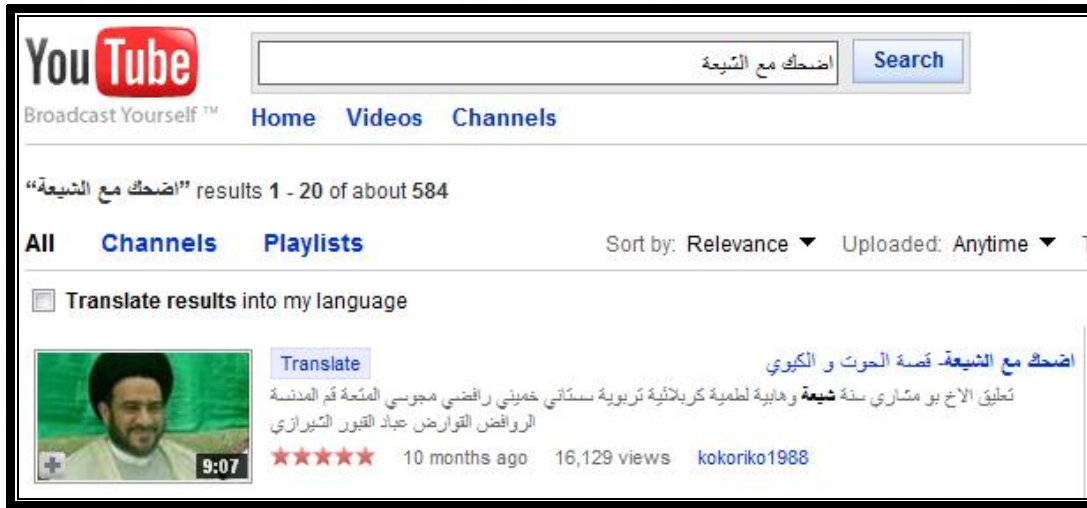 You Tube
Broadcast Yourself ™
اضحك مع الشيعة
Search
Home Videos Channels
“اضحك مع الشيعة” results 1 - 20 of about 584
All Channels Playlists Sort by: Relevance ▼ Uploaded: Anytime ▼
Translate results into my language
Translate
اضحك مع الشيعة- قصة الحوت و الكيوي
تعليق الاخ بو مشاري سنة شيعة وهابية لطمية كربلائية تربوية سستاني خميني رافضي مجوسي المتعة قم المدنسة
الروافض القوارض عباد القبور الشيرازي
9:07
10 months ago 16,129 views kokoriko1988